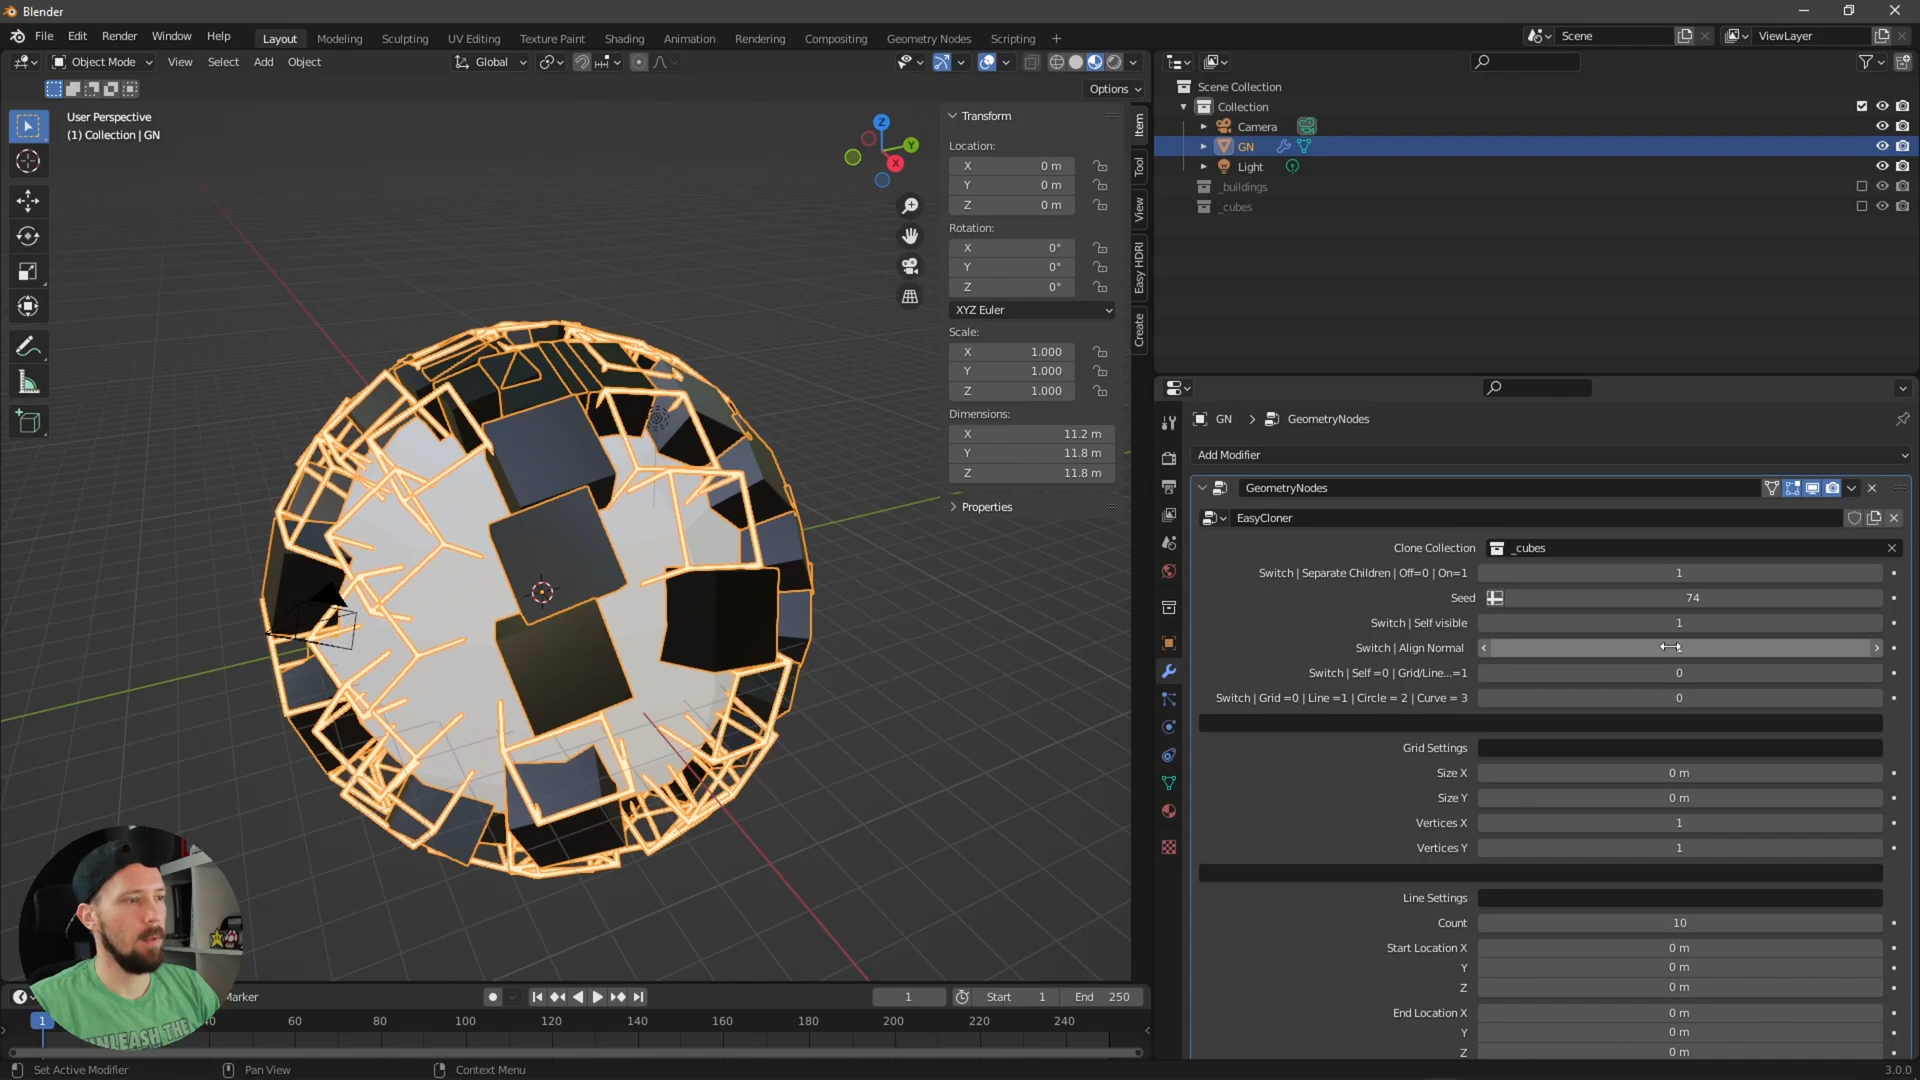 Blender
File Edit Render Window Help
Layout Modeling Sculpting UV Editing Texture Paint Shading Animation Rendering Compositing Geometry Nodes Scripting +
Scene
ViewLayer
Object Mode View Select Add Object
Global
Options
User Perspective
(1) Collection | GN
Z
Y
X
Transform
Location:
X 0 m
Y 0 m
Z 0 m
Rotation:
X 0°
Y 0°
Z 0°
XYZ Euler
Scale:
X 1.000
Y 1.000
Z 1.000
Dimensions:
X 11.2 m
Y 11.8 m
Z 11.8 m
Properties
Item
Tool
View
Easy HDRI
Create
Scene Collection
Collection
Camera
GN
Light
_buildings
_cubes
GN > GeometryNodes
Add Modifier
GeometryNodes
EasyCloner
Clone Collection _cubes
Switch | Separate Children | Off=0 | On=1 1
Seed 74
Switch | Self visible 1
Switch | Align Normal
Switch | Self =0 | Grid/Line...=1 0
Switch | Grid =0 | Line =1 | Circle = 2 | Curve = 3 0
Grid Settings
Size X 0 m
Size Y 0 m
Vertices X 1
Vertices Y 1
Line Settings
Count 10
Start Location X 0 m
Y 0 m
Z 0 m
End Location X 0 m
Y 0 m
Z 0 m
Marker
1
Start 1
End 250
1 40 60 80 100 120 140 160 180 200 220 240
UNLEASH THE
Set Active Modifier Pan View Context Menu 3.0.0